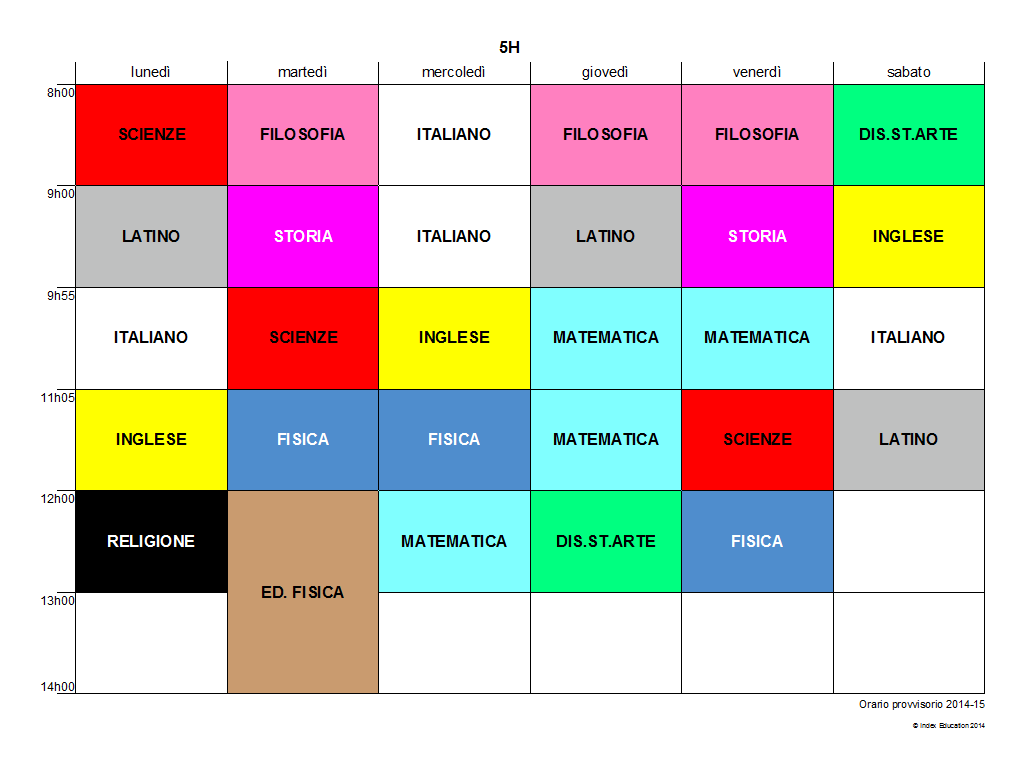 5H
lunedì martedì mercoledì giovedì venerdì sabato
8h00
SCIENZE FILOSOFIA ITALIANO FILOSOFIA FILOSOFIA DIS.ST.ARTE
9h00
LATINO STORIA ITALIANO LATINO STORIA INGLESE
9h55
ITALIANO SCIENZE INGLESE MATEMATICA MATEMATICA ITALIANO
11h05
INGLESE FISICA FISICA MATEMATICA SCIENZE LATINO
12h00
RELIGIONE MATEMATICA DIS.ST.ARTE FISICA
ED. FISICA
13h00
14h00
Orario provvisorio 2014-15
© Index Education 2014